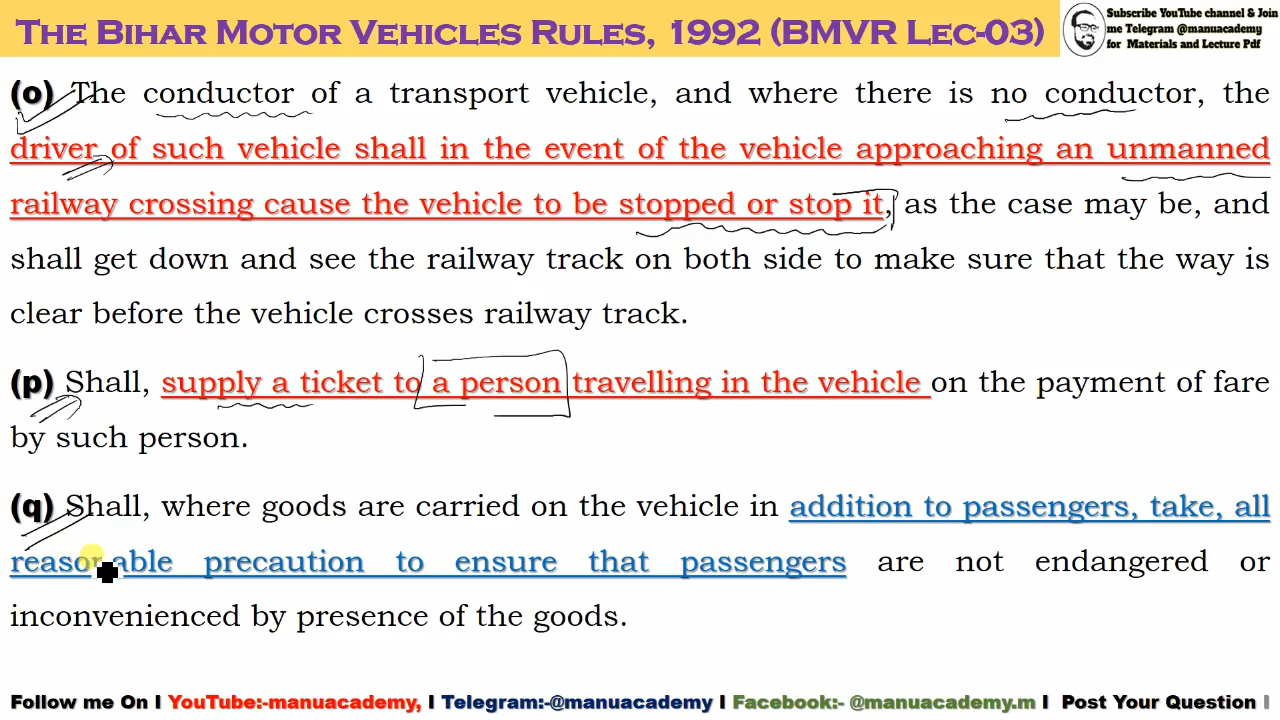 THE BIHAR MOTOR VEHICLES RULES, 1992 (BMVR LEC-03)
Subscribe YouTube channel & Join
me Telegram @manuacademy
for Materials and Lecture Pdf
(o) The conductor of a transport vehicle, and where there is no conductor, the
driver of such vehicle shall in the event of the vehicle approaching an unmanned
railway crossing cause the vehicle to be stopped or stop it, as the case may be, and
shall get down and see the railway track on both side to make sure that the way is
clear before the vehicle crosses railway track.
(p) Shall, supply a ticket to a person travelling in the vehicle on the payment of fare
by such person.
(q) Shall, where goods are carried on the vehicle in addition to passengers, take, all
reasonable precaution to ensure that passengers are not endangered or
inconvenienced by presence of the goods.
Follow me On I YouTube:-manuacademy, I Telegram:-@manuacademy I Facebook:- @manuacademy.m I Post Your Question I